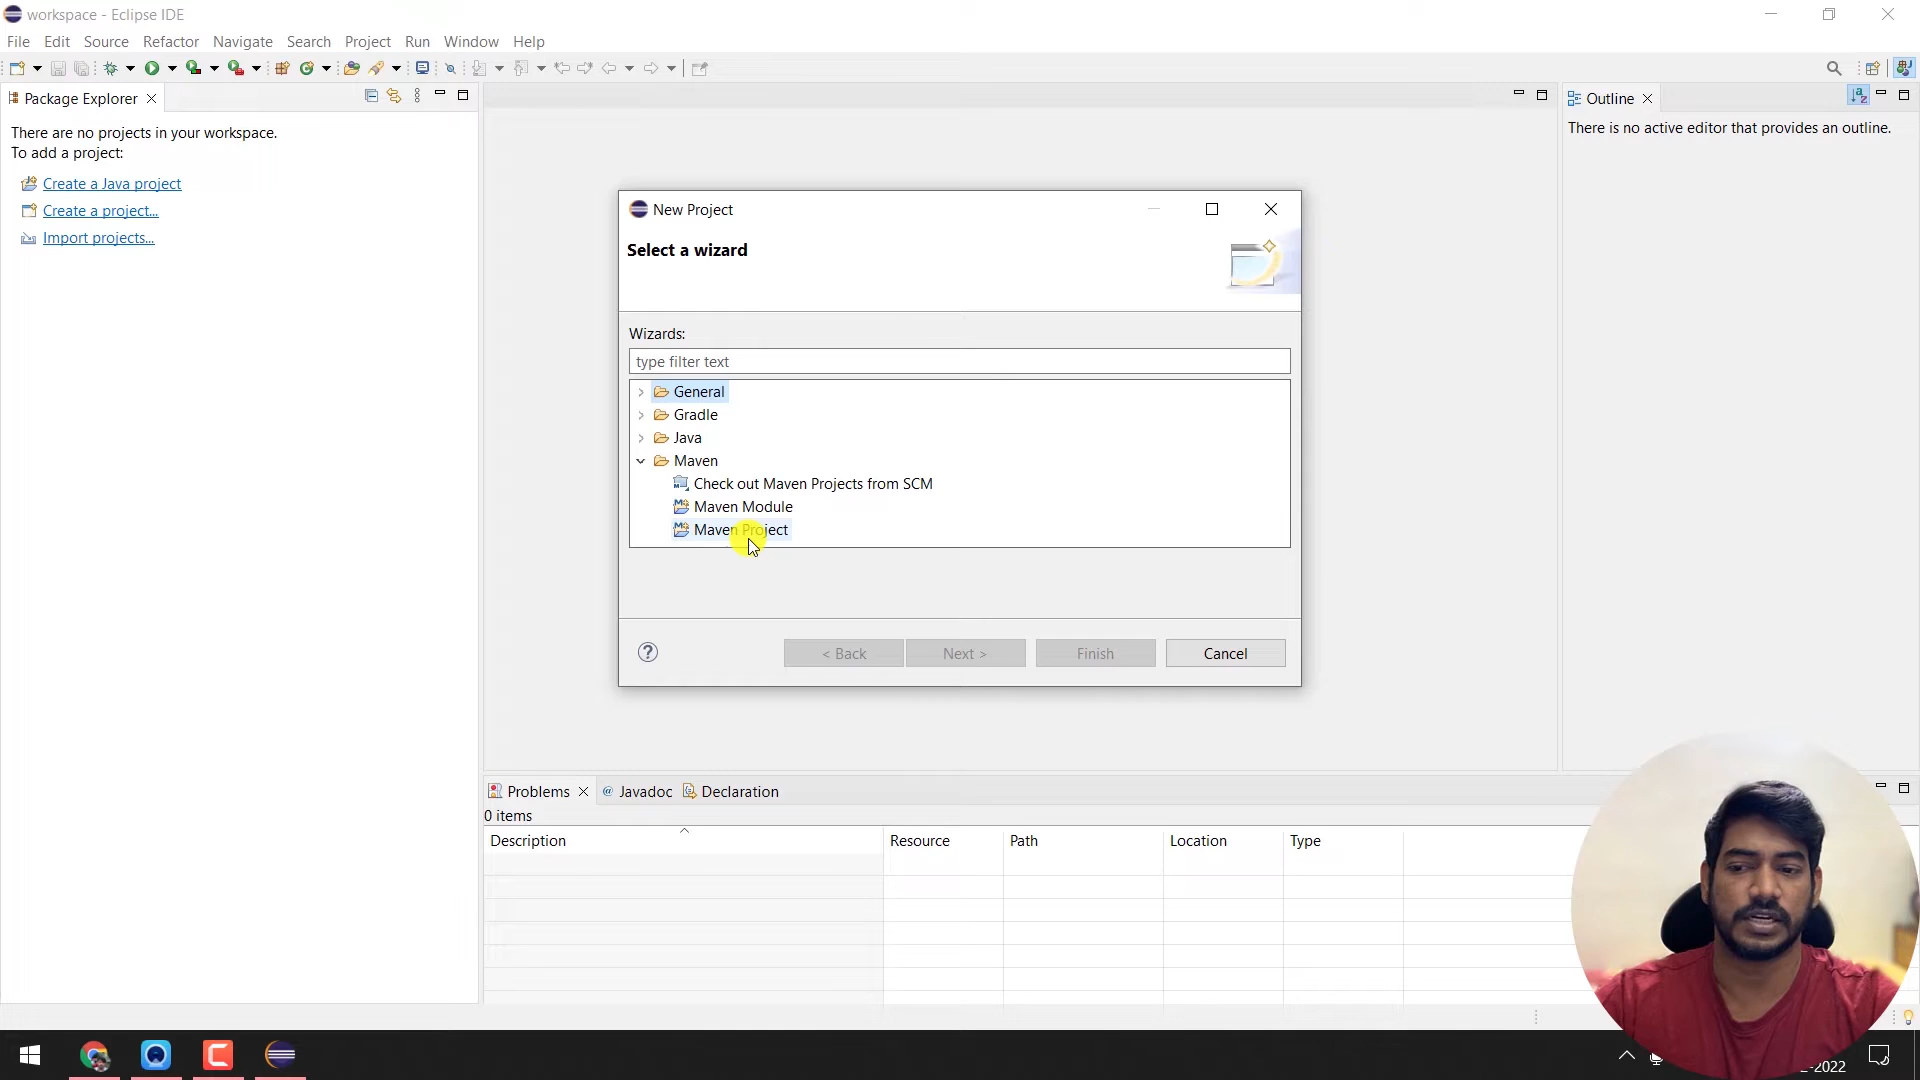 workspace - Eclipse IDE
File Edit Source Refactor Navigate Search Project Run Window Help
Package Explorer
There are no projects in your workspace.
To add a project:
Create a Java project
Create a project...
Import projects...
New Project
Select a wizard
Wizards:
type filter text
General
Gradle
Java
Maven
Check out Maven Projects from SCM
Maven Module
Maven Project
< Back Next > Finish Cancel
Outline
There is no active editor that provides an outline.
Problems @ Javadoc Declaration
0 items
Description Resource Path Location Type
-2022